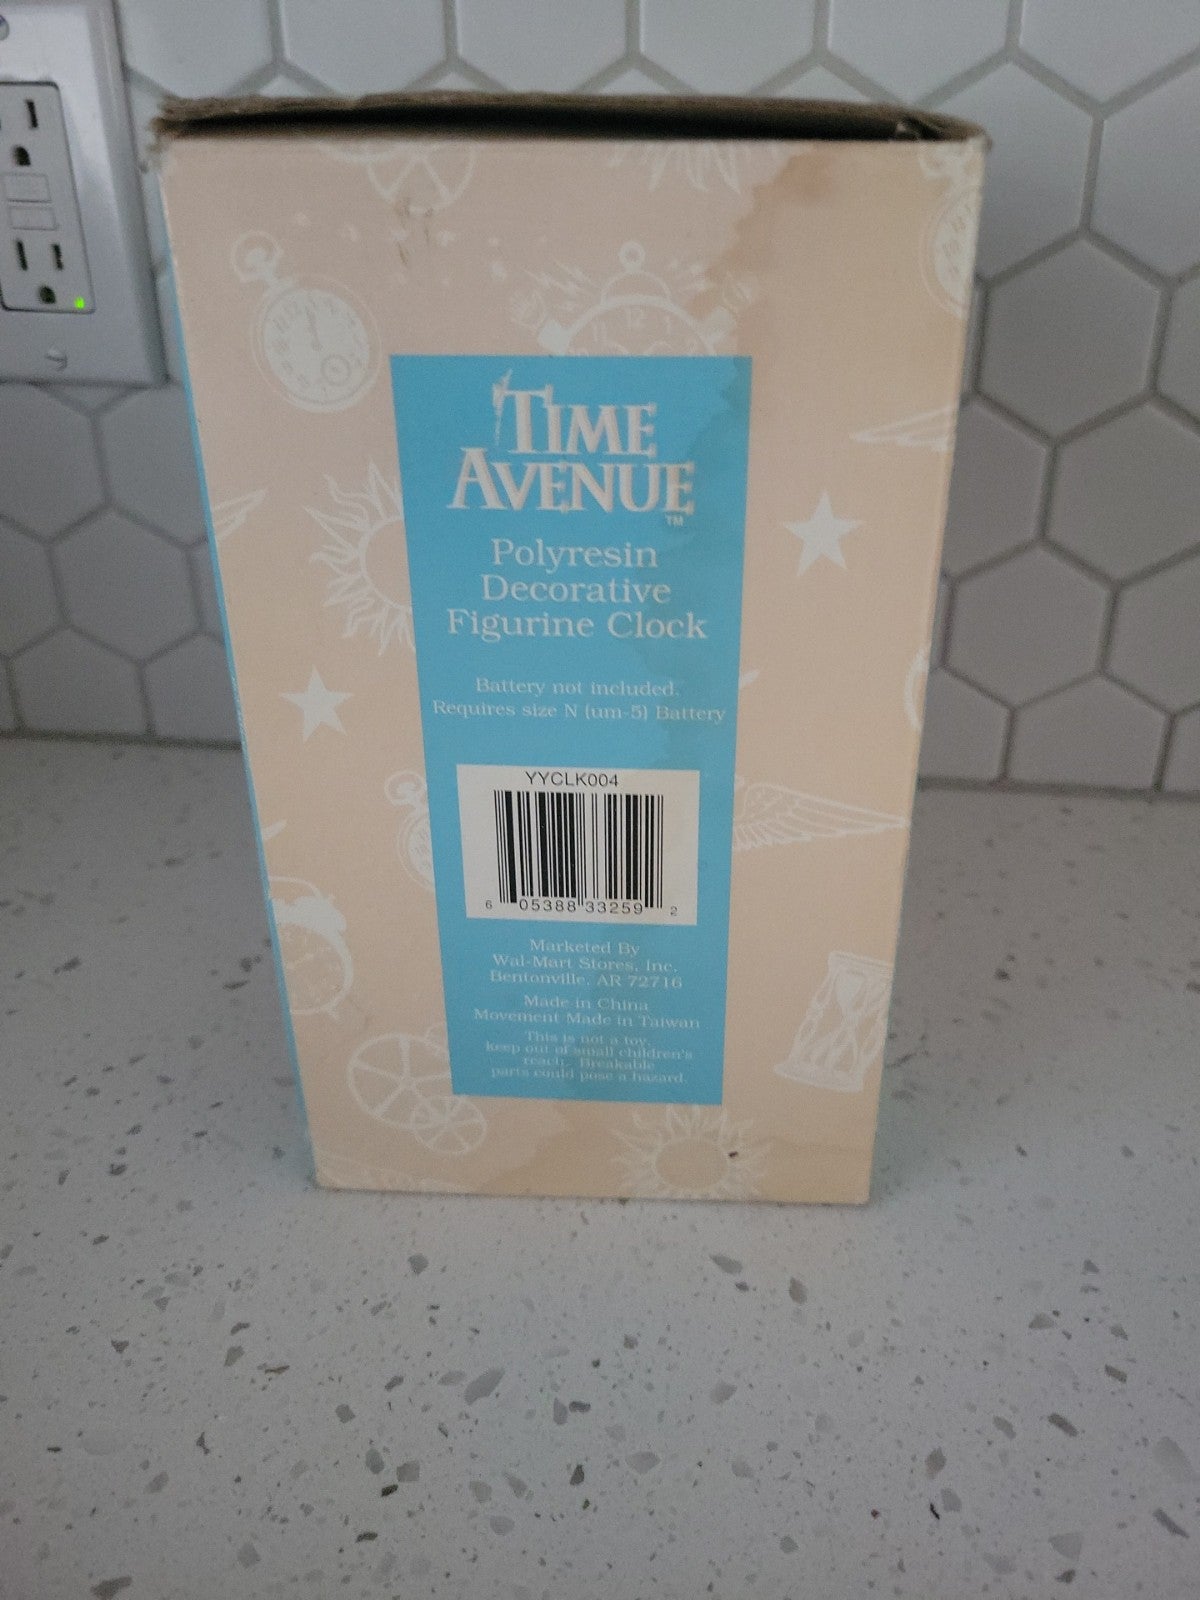 TIME
AVENUE
TM
Polyresin
Decorative
Figurine Clock
Battery not included.
Requires size N (um-5) Battery
YYCLK004
6 05388 33259 2
Marketed By
Wal-Mart Stores, Inc.
Bentonville, AR 72716
Made in China
Movement Made in Taiwan
This is not a toy,
keep out of small children's
reach. Breakable
parts could pose a hazard.